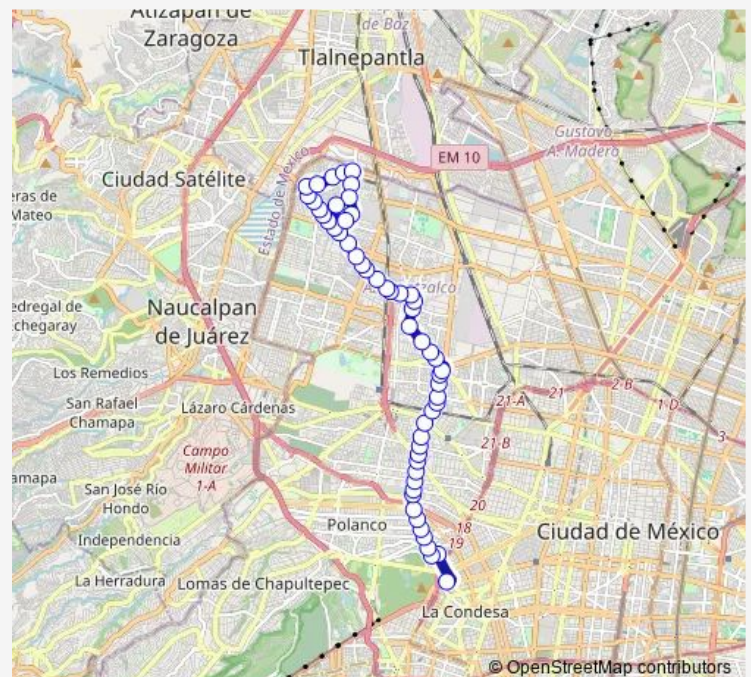 Atizapán de
Zaragoza
de Baz
Tlalnepantla
Gustavo
A. Madero
EM 10
Ciudad Satélite
Estado de México
eras de
Mateo
A
zalco
edregal de
chegaray
Naucalpan
de Juárez
Los Remedios
San Rafael
Chamapa
Lázaro Cárdenas
21-A
21
2-B
1-D
3
21-B
Campo
Militar
1-A
amapa
San José Río
Hondo
20
Polanco
18
19
Ciudad de México
Independencia
La Herradura
Lomas de Chapultepec
La Condesa
© OpenStreetMap contributors